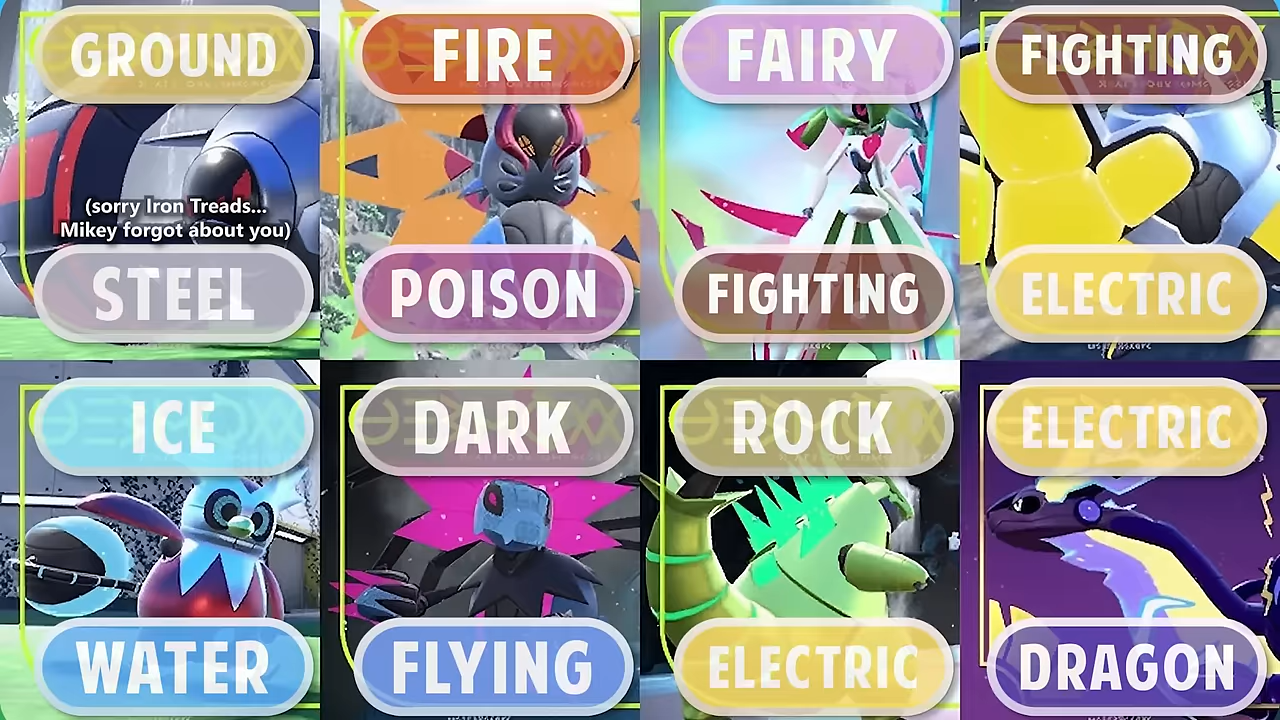 GROUND
FIRE
FAIRY
FIGHTING
(sorry Iron Treads...
Mikey forgot about you)
STEEL
POISON
FIGHTING
ELECTRIC
ICE
DARK
ROCK
ELECTRIC
WATER
FLYING
ELECTRIC
DRAGON